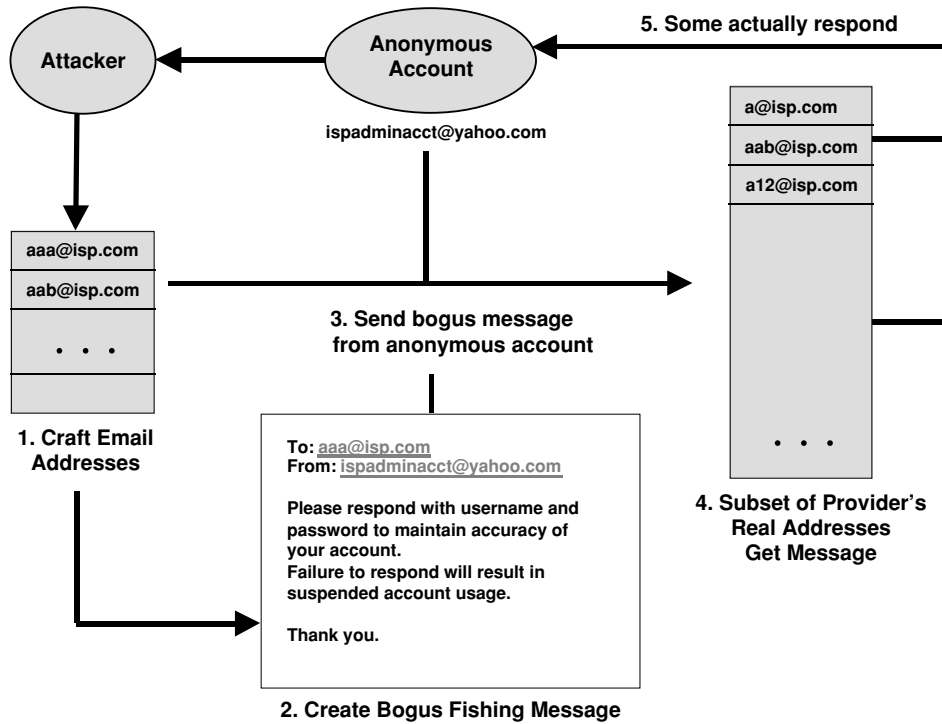 5. Some actually respond
Attacker
Anonymous
Account
ispadminacct@yahoo.com
a@isp.com
aab@isp.com
a12@isp.com
. . .
aaa@isp.com
aab@isp.com
. . .
3. Send bogus message
from anonymous account
1. Craft Email
Addresses
To: aaa@isp.com
From: ispadminacct@yahoo.com
Please respond with username and
password to maintain accuracy of
your account.
Failure to respond will result in
suspended account usage.
Thank you.
4. Subset of Provider’s
Real Addresses
Get Message
2. Create Bogus Fishing Message